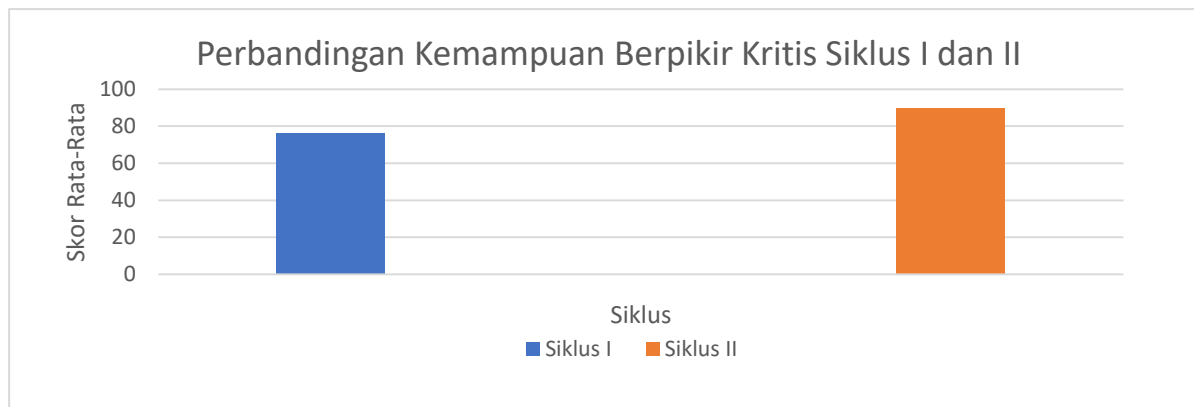 Perbandingan Kemampuan Berpikir Kritis Siklus I dan II
Skor Rata-Rata
100
80
60
40
20
0
Siklus
Siklus I
Siklus II